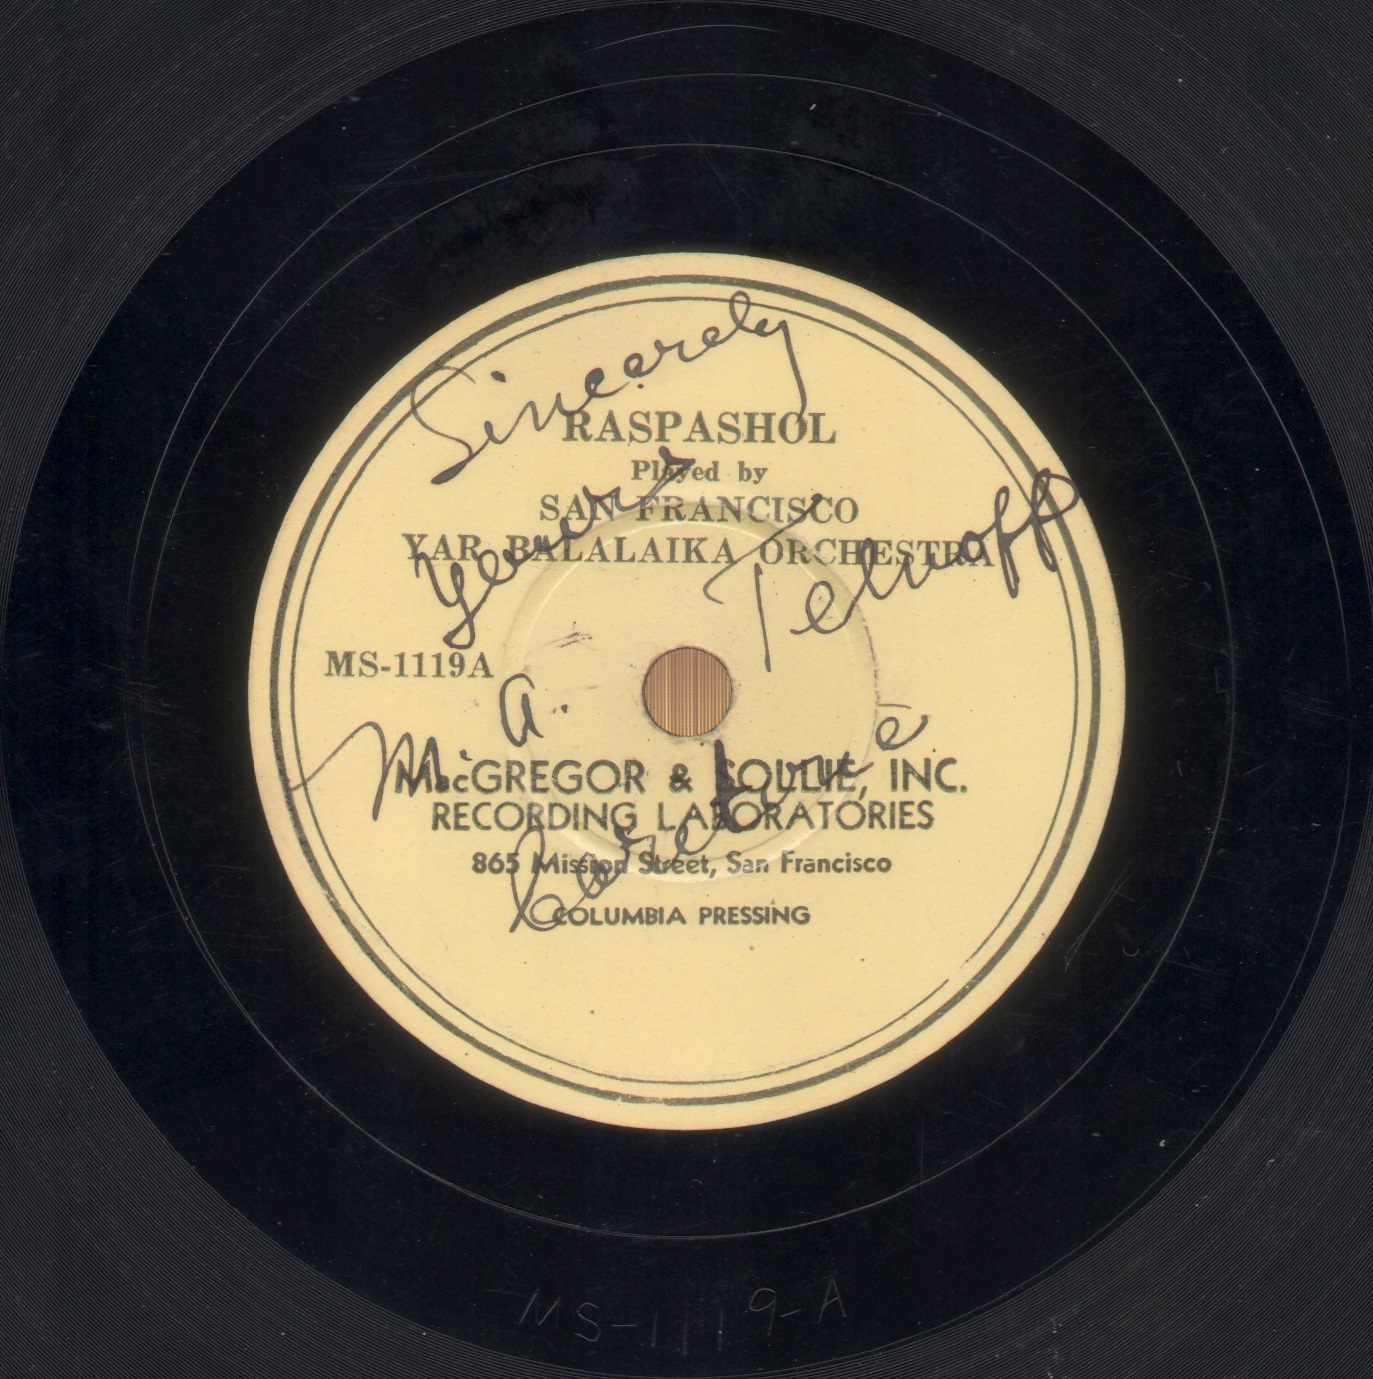 Sincerely
RASPASHOL
Played by
SAN FRANCISCO
YAR BALALAIKA ORCHESTRA
Yours
Telnoff
MS-1119A
M. A.
MacGREGOR & SOLLIE, INC.
RECORDING LABORATORIES
865 Mission Street, San Francisco
COLUMBIA PRESSING
MS-1119-A